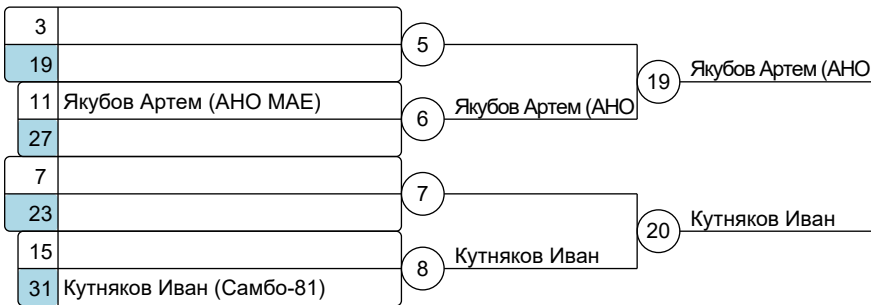 3
5
19
19
Якубов Артем (АНО
11 Якубов Артем (АНО МАЕ)
6
Якубов Артем (АНО
27
7
7
23
20
Кутняков Иван
15
8
Кутняков Иван
31 Кутняков Иван (Самбо-81)